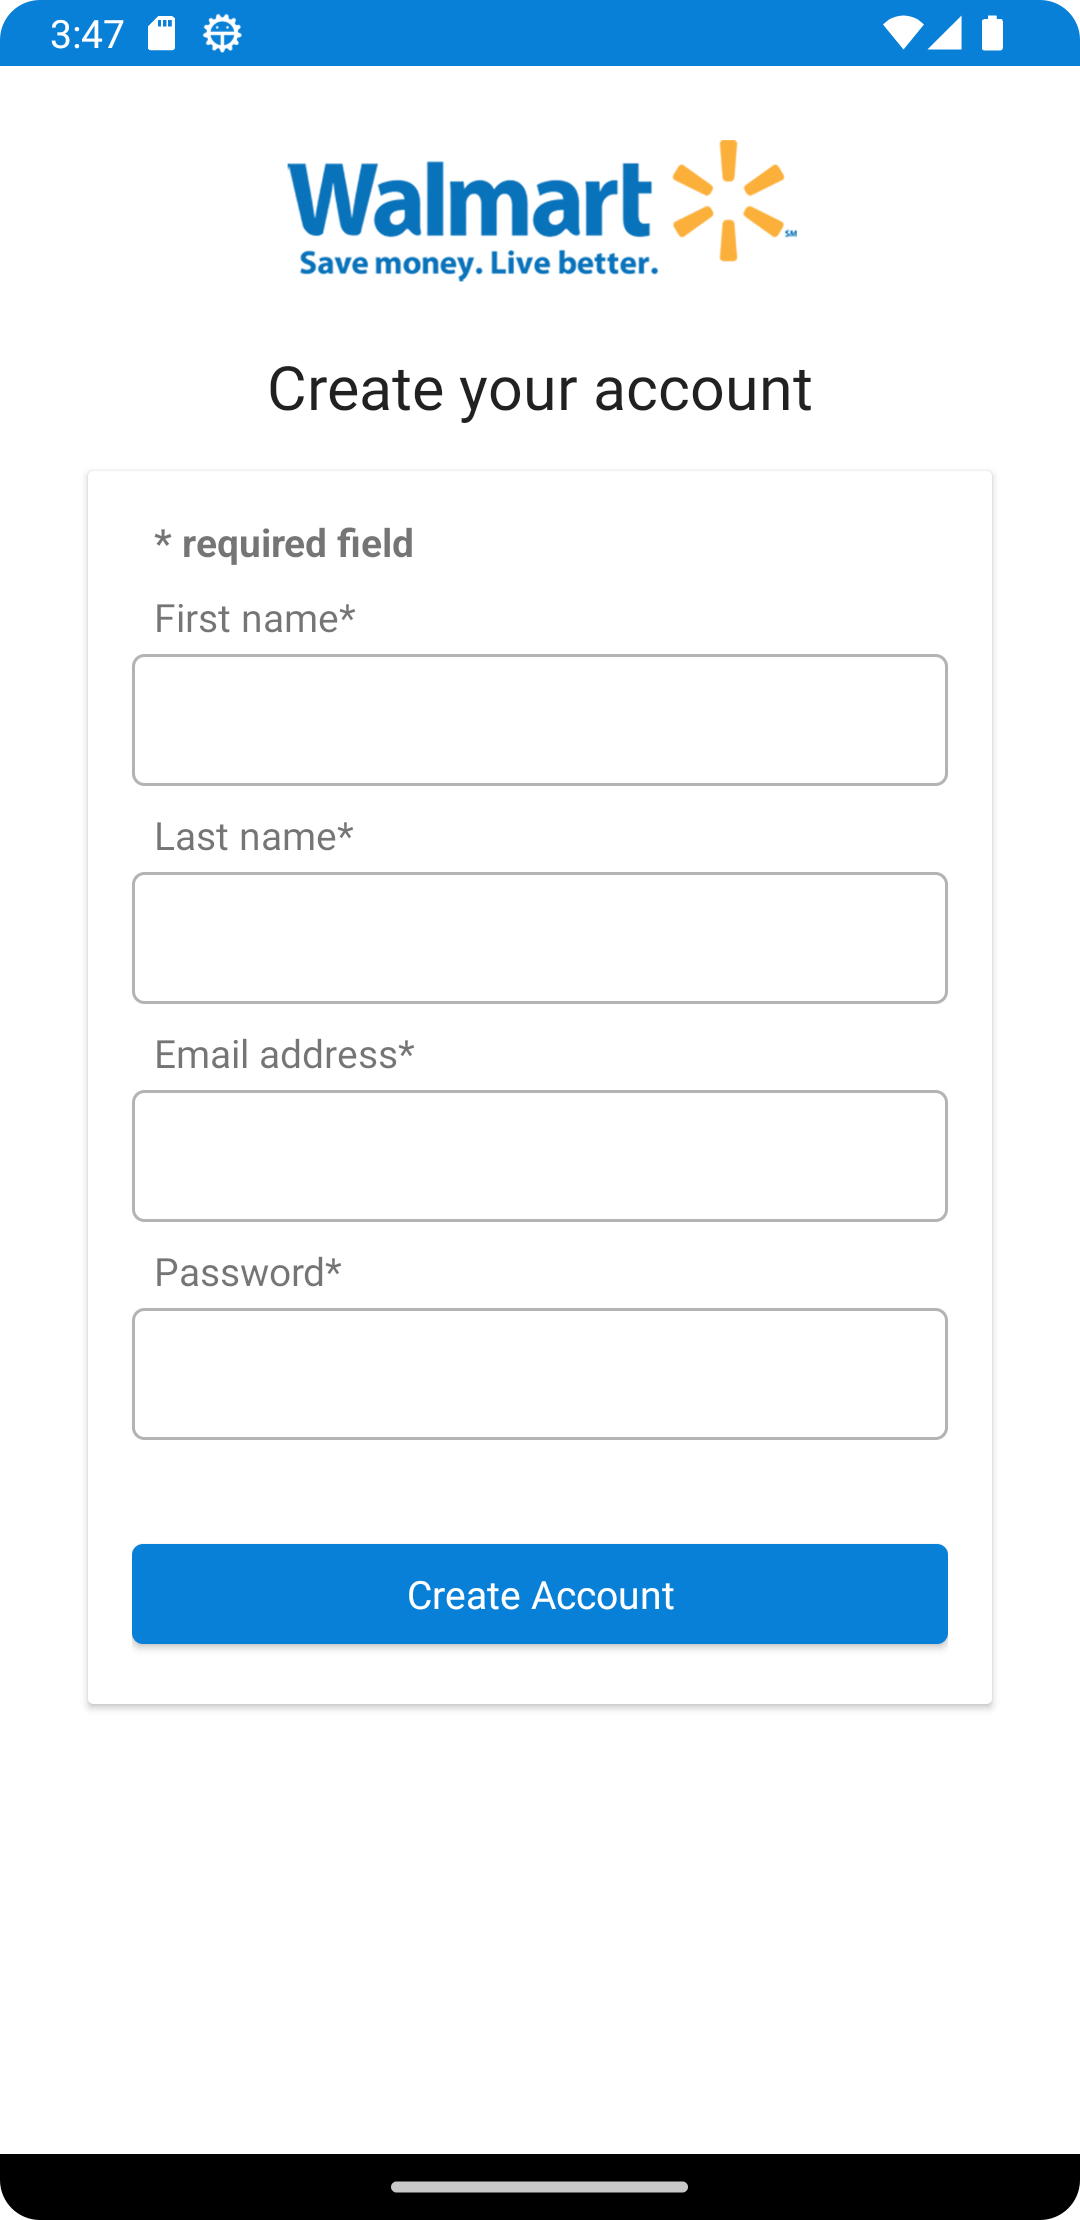 3:47
Walmart
Save money. Live better.
SM
Create your account
* required field
First name*
Last name*
Email address*
Password*
Create Account